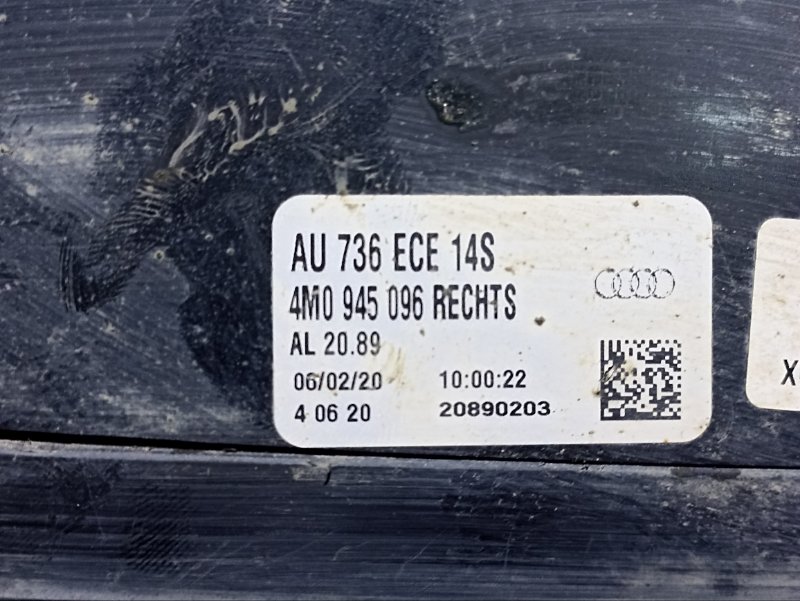 AU 736 ECE 14S
4M0 945 096 RECHTS
AL 20.89
06/02/20 10:00:22
4 06 20 20890203
X